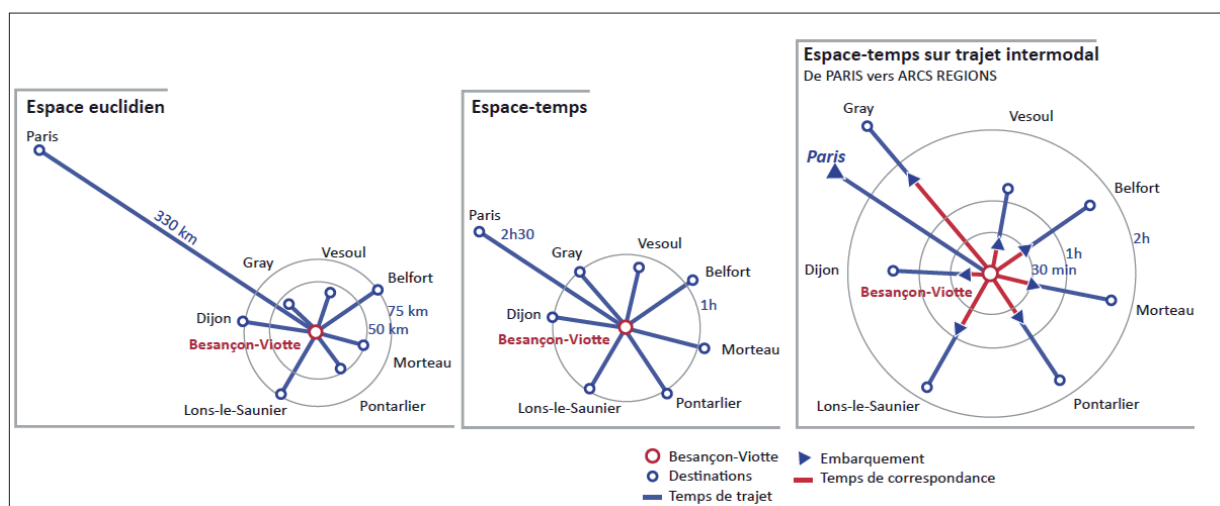 Espace euclidien
Paris
330 km
Gray
Vesoul
Belfort
75 km
50 km
Dijon
Besançon-Viotte
Morteau
Lons-le-Saunier
Pontarlier
Espace-temps
Paris
2h30
Gray
Vesoul
Belfort
1h
Dijon
Besançon-Viotte
Morteau
Lons-le-Saunier
Pontarlier
Espace-temps sur trajet intermodal
De PARIS vers ARCS REGIONS
Gray
Vesoul
Paris
Belfort
2h
1h
30 min
Dijon
Besançon-Viotte
Morteau
Lons-le-Saunier
Pontarlier
Besançon-Viotte
Destinations
Temps de trajet
Embarquement
Temps de correspondance